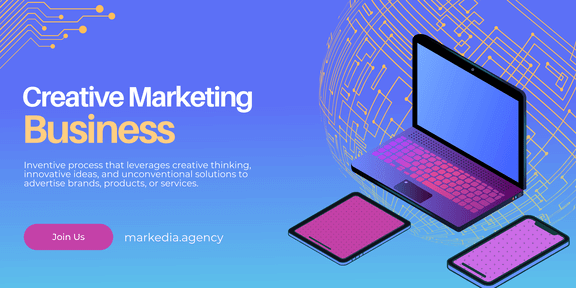 Creative Marketing
Business
Inventive process that leverages creative thinking,
innovative ideas, and unconventional solutions to
advertise brands, products, or services.
Join Us
markedia.agency